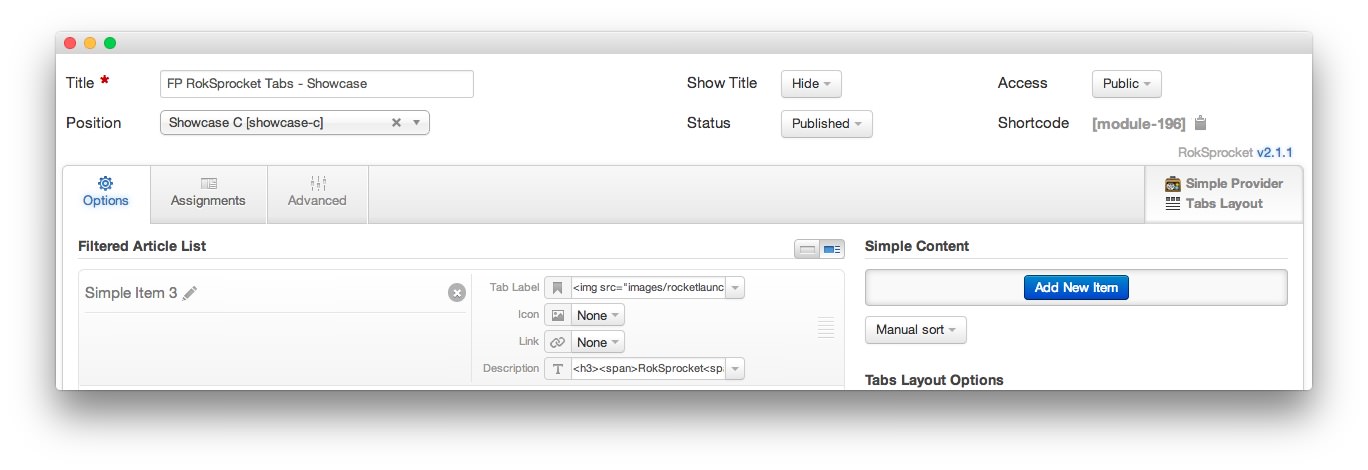 Title * FP RokSprocket Tabs - Showcase Show Title Hide Access Public
Position Showcase C [showcase-c] Status Published Shortcode [module-196]
RokSprocket v2.1.1
Options Assignments Advanced Simple Provider
Tabs Layout
Filtered Article List Simple Content
Simple Item 3 Tab Label <img src="images/rocketlaunc Add New Item
Icon None
Link None Manual sort
Description <h3><span>RokSprocket<spa
Tabs Layout Options